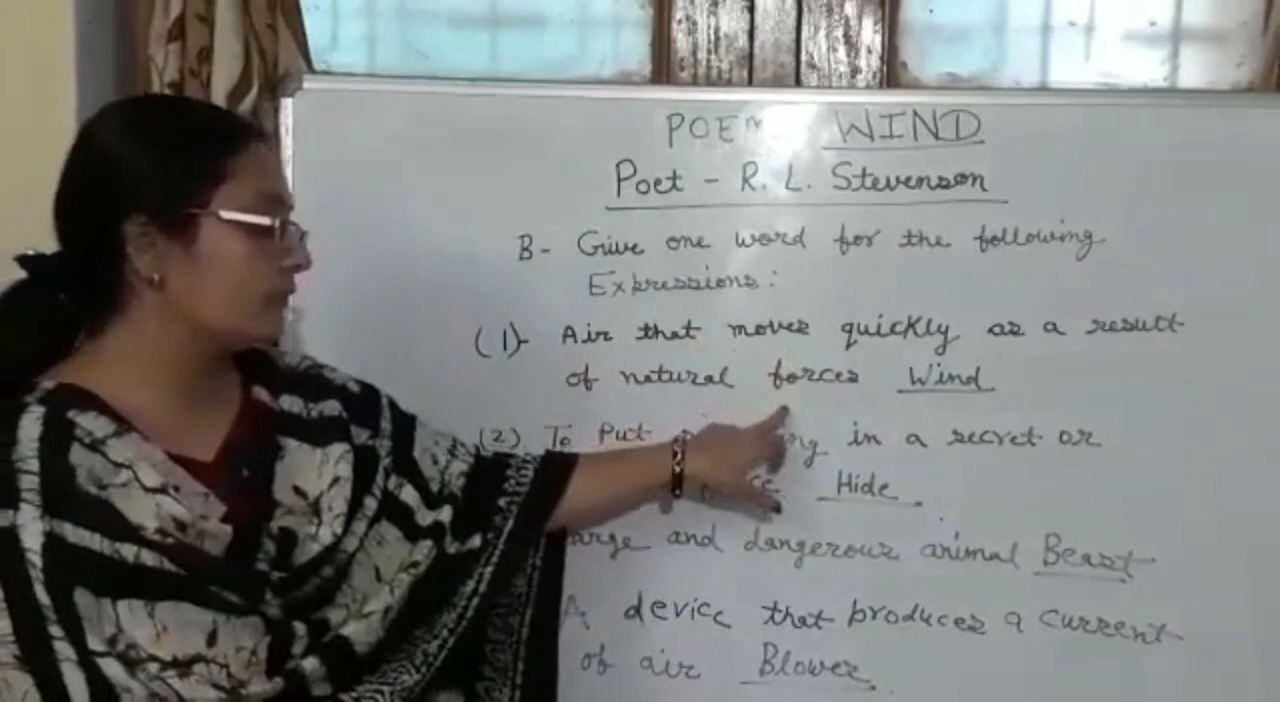 POEM WIND
Poet - R. L. Stevenson
B- Give one word for the following
Expressions:
(1)- Air that moves quickly as a result
of natural forces Wind
(2) To Put in a secret or
Hide
large and dangerous animal Beast
A device that produces a current
of air Blower